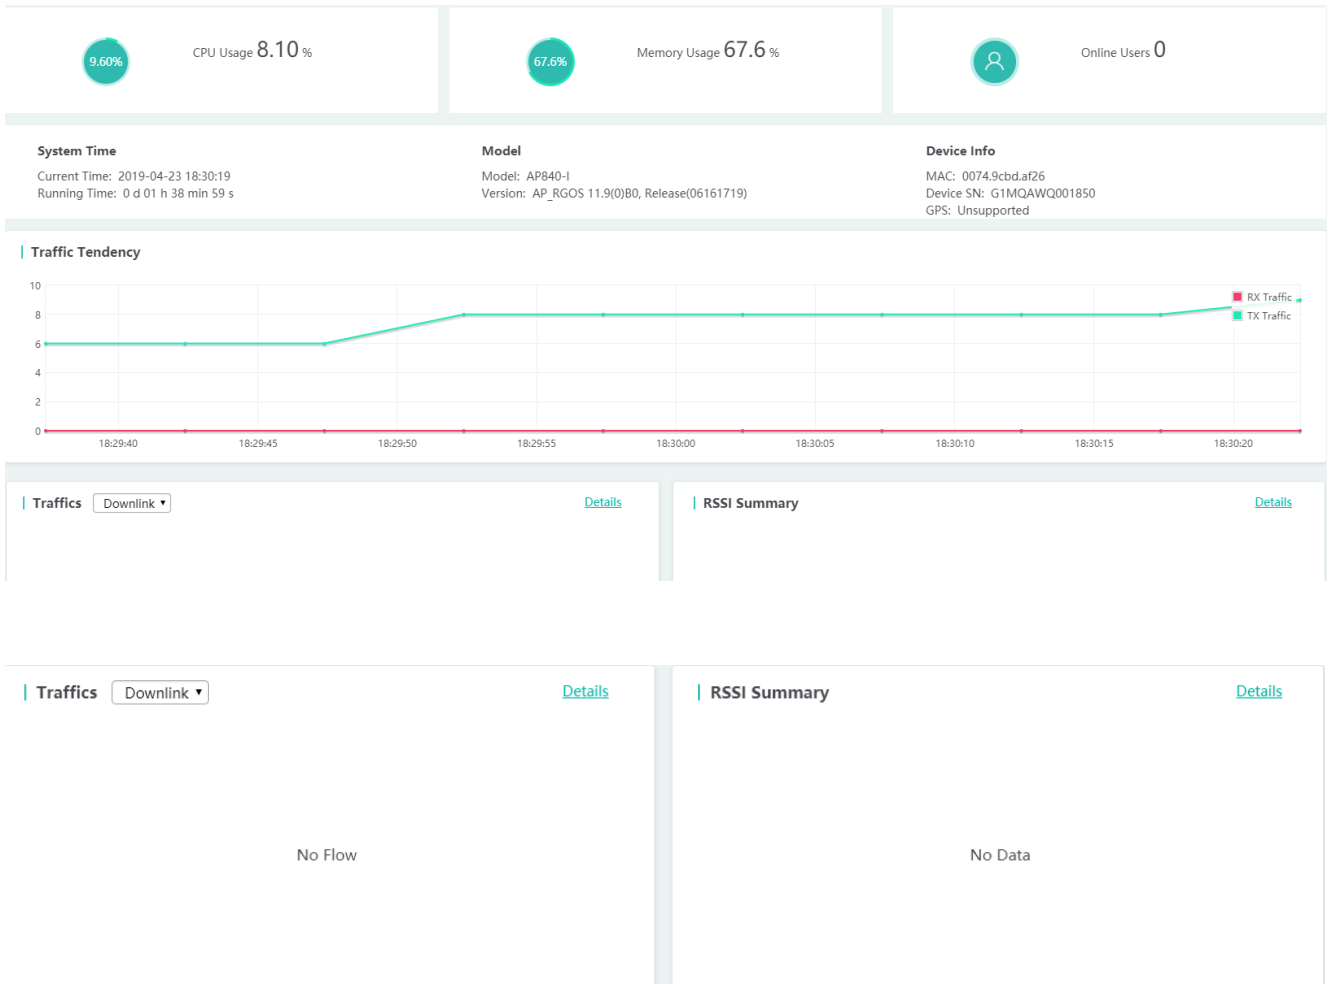 9.60%
CPU Usage 8.10 %
67.6%
Memory Usage 67.6 %
Online Users 0
System Time
Current Time: 2019-04-23 18:30:19
Running Time: 0 d 01 h 38 min 59 s
Model
Model: AP840-I
Version: AP_RGOS 11.9(0)B0, Release(06161719)
Device Info
MAC: 0074.9cbd.af26
Device SN: G1MQAWQ001850
GPS: Unsupported
Traffic Tendency
10
8
6
4
2
0
RX Traffic
TX Traffic
18:29:40 18:29:45 18:29:50 18:29:55 18:30:00 18:30:05 18:30:10 18:30:15 18:30:20
Traffics Downlink Details
RSSI Summary Details
Traffics Downlink Details
No Flow
RSSI Summary Details
No Data